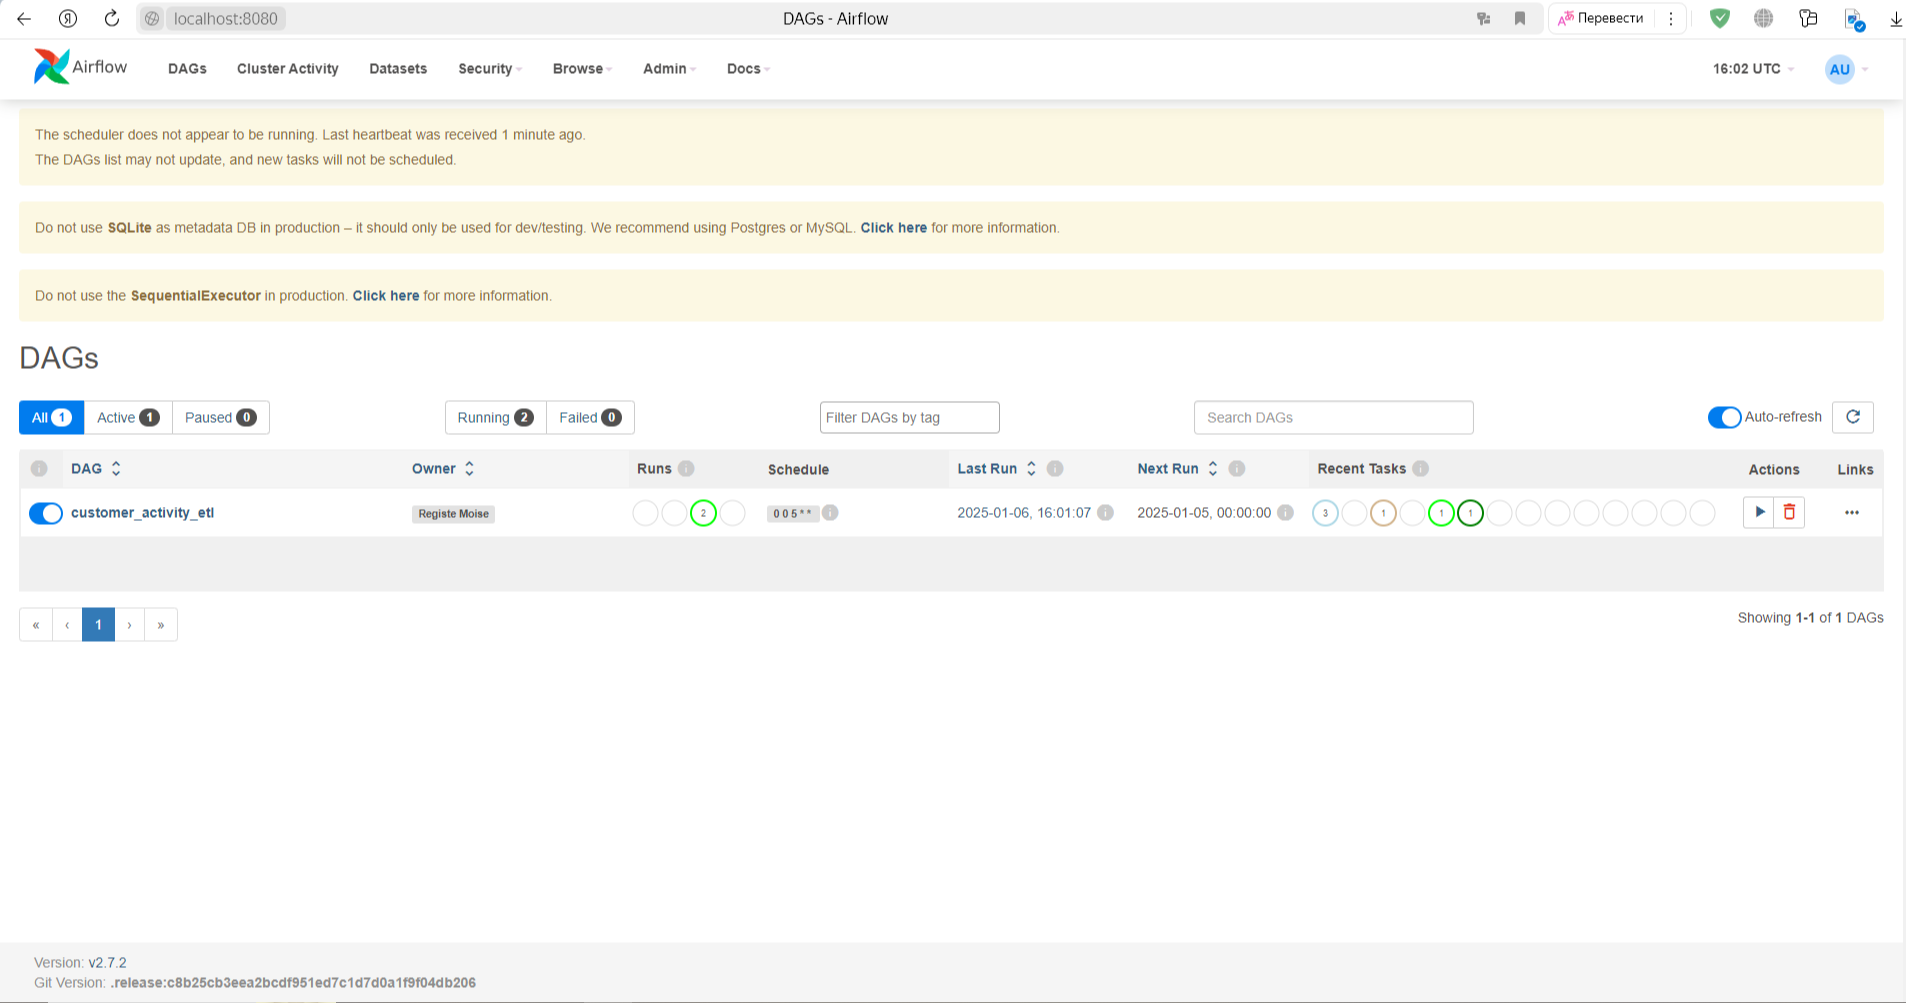 Я localhost:8080 DAGs - Airflow Перевести
Airflow DAGs Cluster Activity Datasets Security Browse Admin Docs 16:02 UTC AU
The scheduler does not appear to be running. Last heartbeat was received 1 minute ago.
The DAGs list may not update, and new tasks will not be scheduled.
Do not use SQLite as metadata DB in production – it should only be used for dev/testing. We recommend using Postgres or MySQL. Click here for more information.
Do not use the SequentialExecutor in production. Click here for more information.
DAGs
All 1 Active 1 Paused 0 Running 2 Failed 0 Filter DAGs by tag Search DAGs Auto-refresh
DAG Owner Runs Schedule Last Run Next Run Recent Tasks Actions Links
customer_activity_etl Registe Moise 2 0 0 5 * * 2025-01-06, 16:01:07 2025-01-05, 00:00:00 3 1 1 1
« ‹ 1 › » Showing 1-1 of 1 DAGs
Version: v2.7.2
Git Version: .release:c8b25cb3eea2bcdf951ed7c1d7d0a1f9f04db206